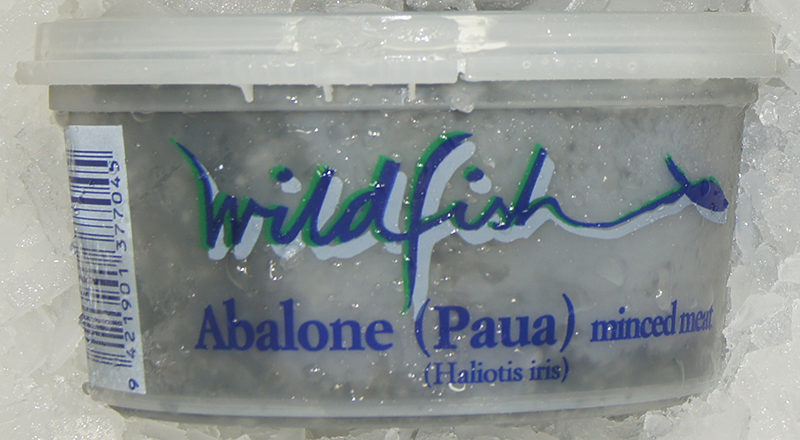 wildfish
Abalone (Paua) minced meat
(Haliotis iris)
9 421901 377045